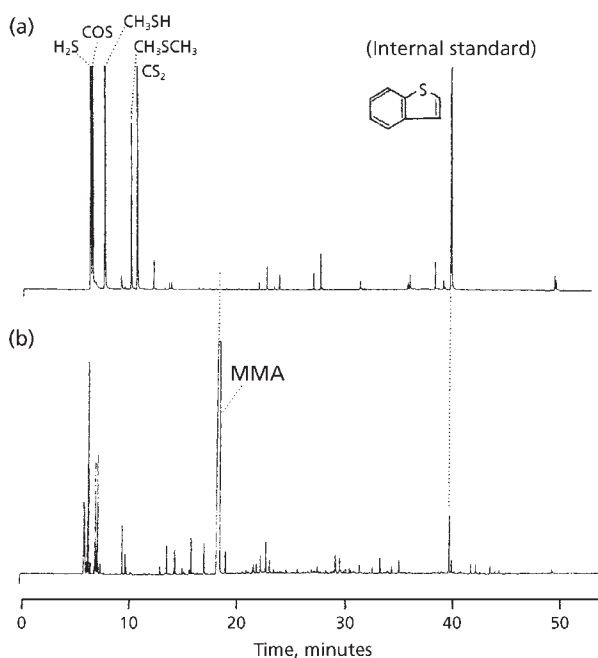 (a)
H₂S
COS
CH₃SH
CH₃SCH₃
CS₂
(Internal standard)
S
(b)
MMA
0 10 20 30 40 50
Time, minutes